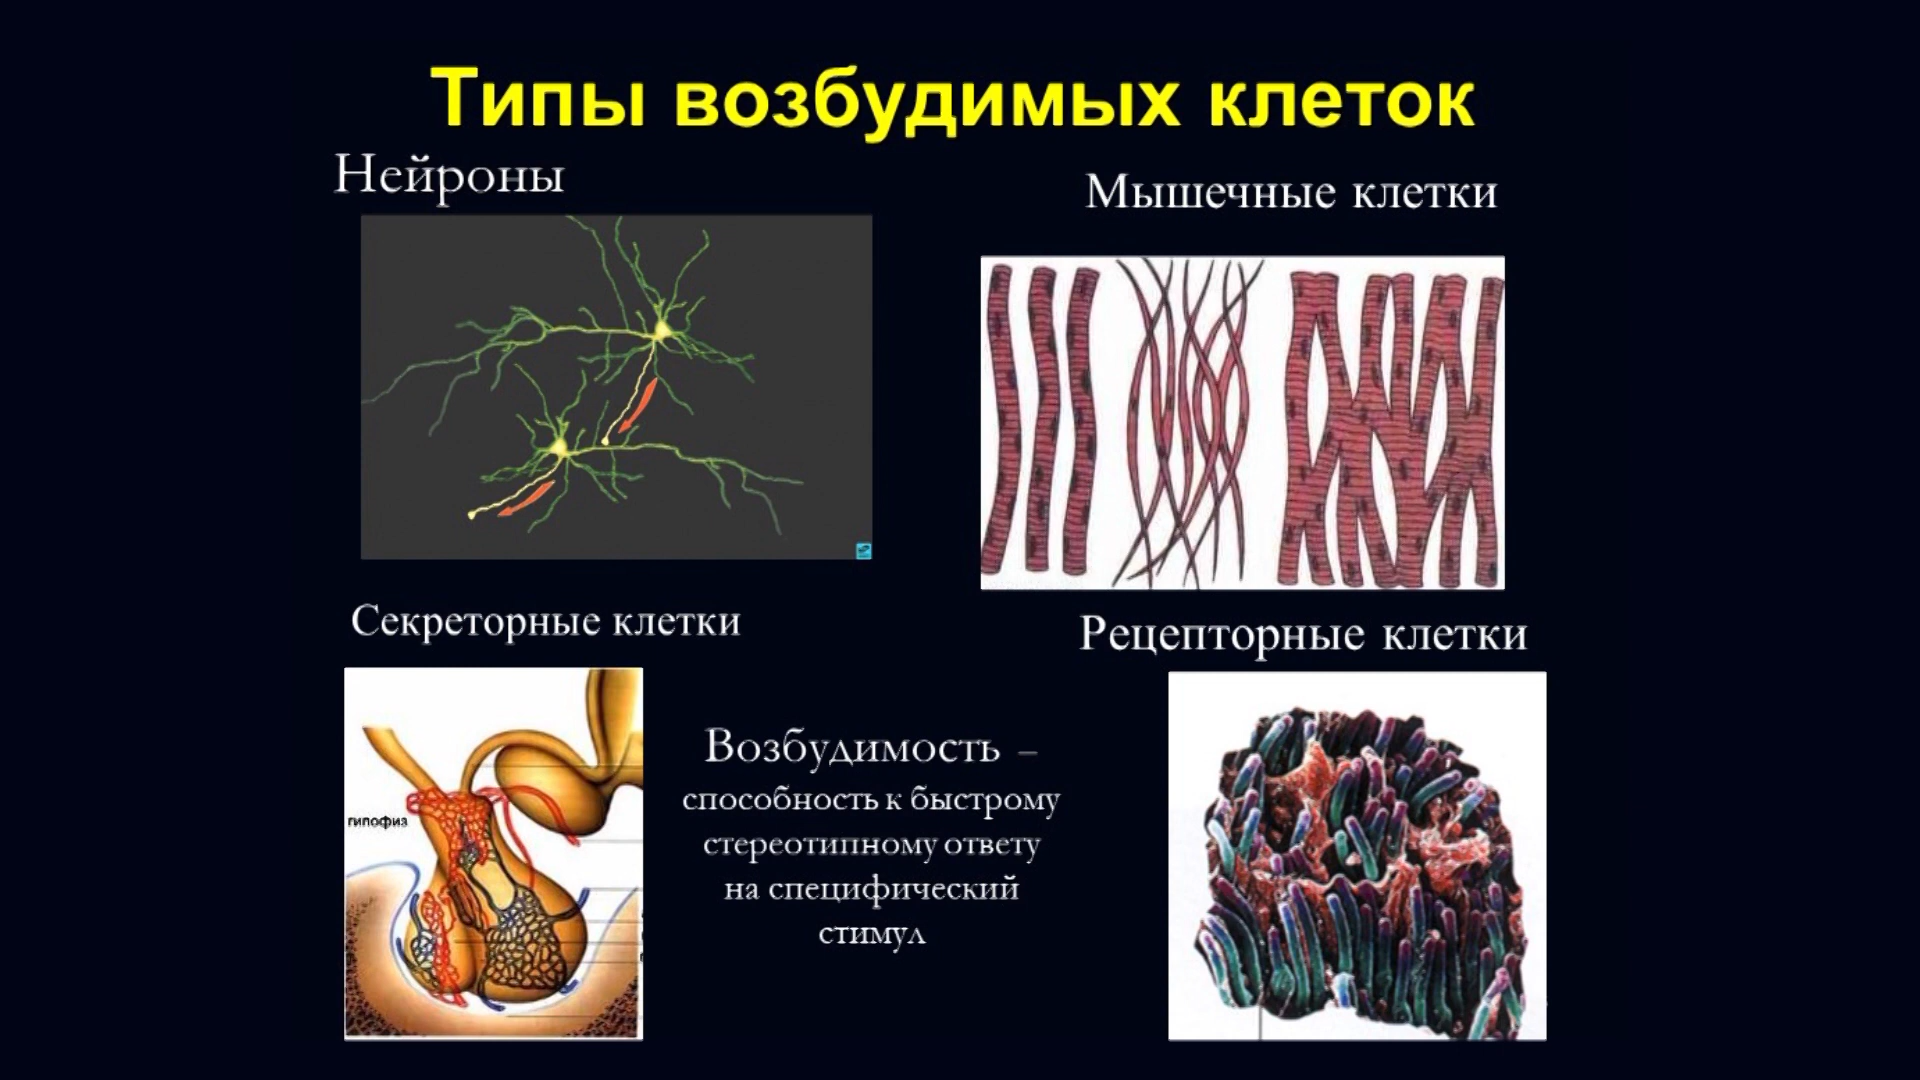 Типы возбудимых клеток
Нейроны
Мышечные клетки
Секреторные клетки
Рецепторные клетки
гипофиз
Возбудимость –
способность к быстрому
стереотипному ответу
на специфический
стимул